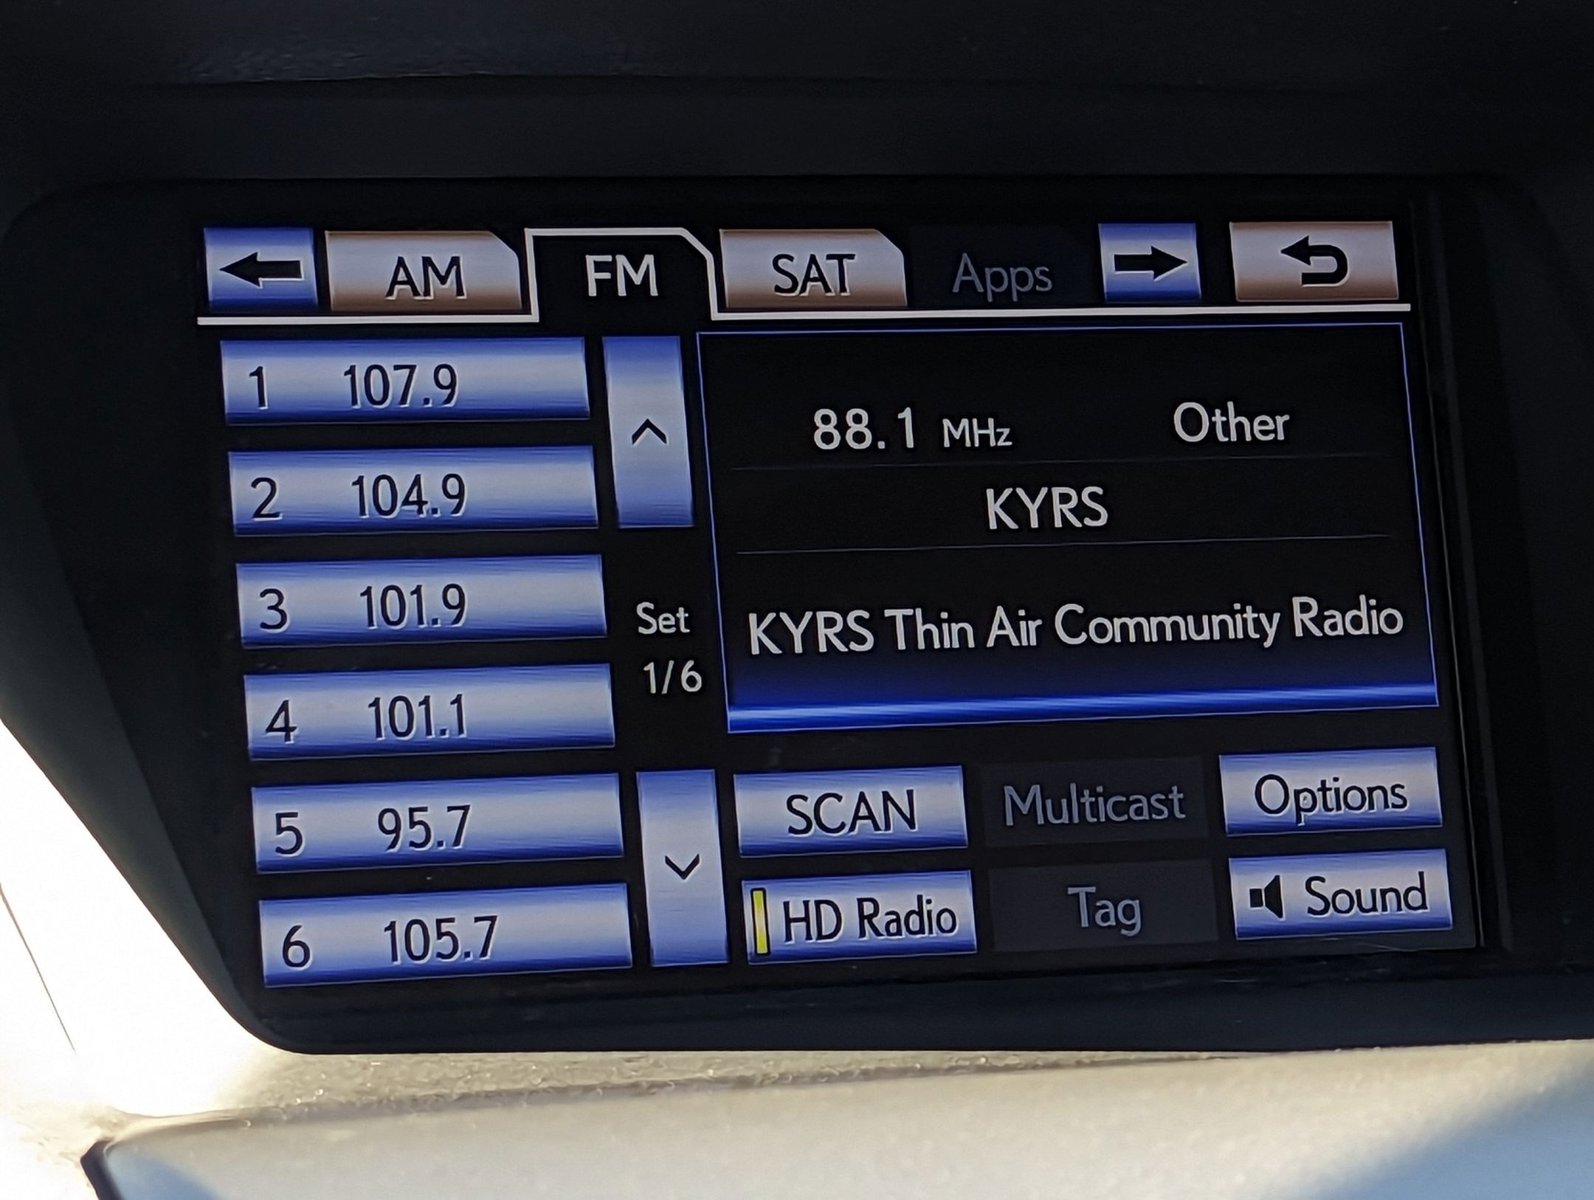 AM FM SAT Apps
1 107.9
2 104.9
3 101.9
4 101.1
5 95.7
6 105.7
Set
1/6
88.1 MHz Other
KYRS
KYRS Thin Air Community Radio
SCAN Multicast Options
HD Radio Tag Sound